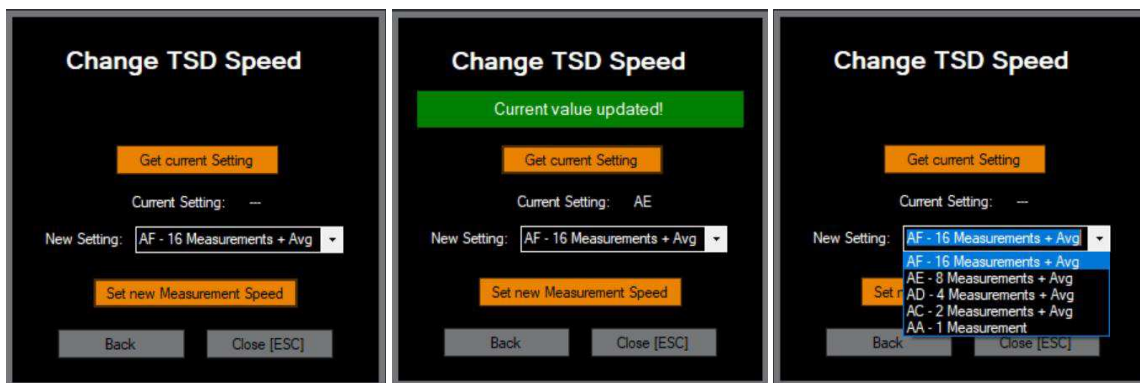 Change TSD Speed
Get current Setting
Current Setting: ---
New Setting: AF - 16 Measurements + Avg
Set new Measurement Speed
Back Close [ESC]
Change TSD Speed
Current value updated!
Get current Setting
Current Setting: AE
New Setting: AF - 16 Measurements + Avg
Set new Measurement Speed
Back Close [ESC]
Change TSD Speed
Get current Setting
Current Setting: ---
New Setting: AF - 16 Measurements + Avg
AF - 16 Measurements + Avg
AE - 8 Measurements + Avg
Set AD - 4 Measurements + Avg
AC - 2 Measurements + Avg
AA - 1 Measurement
Back Close [ESC]